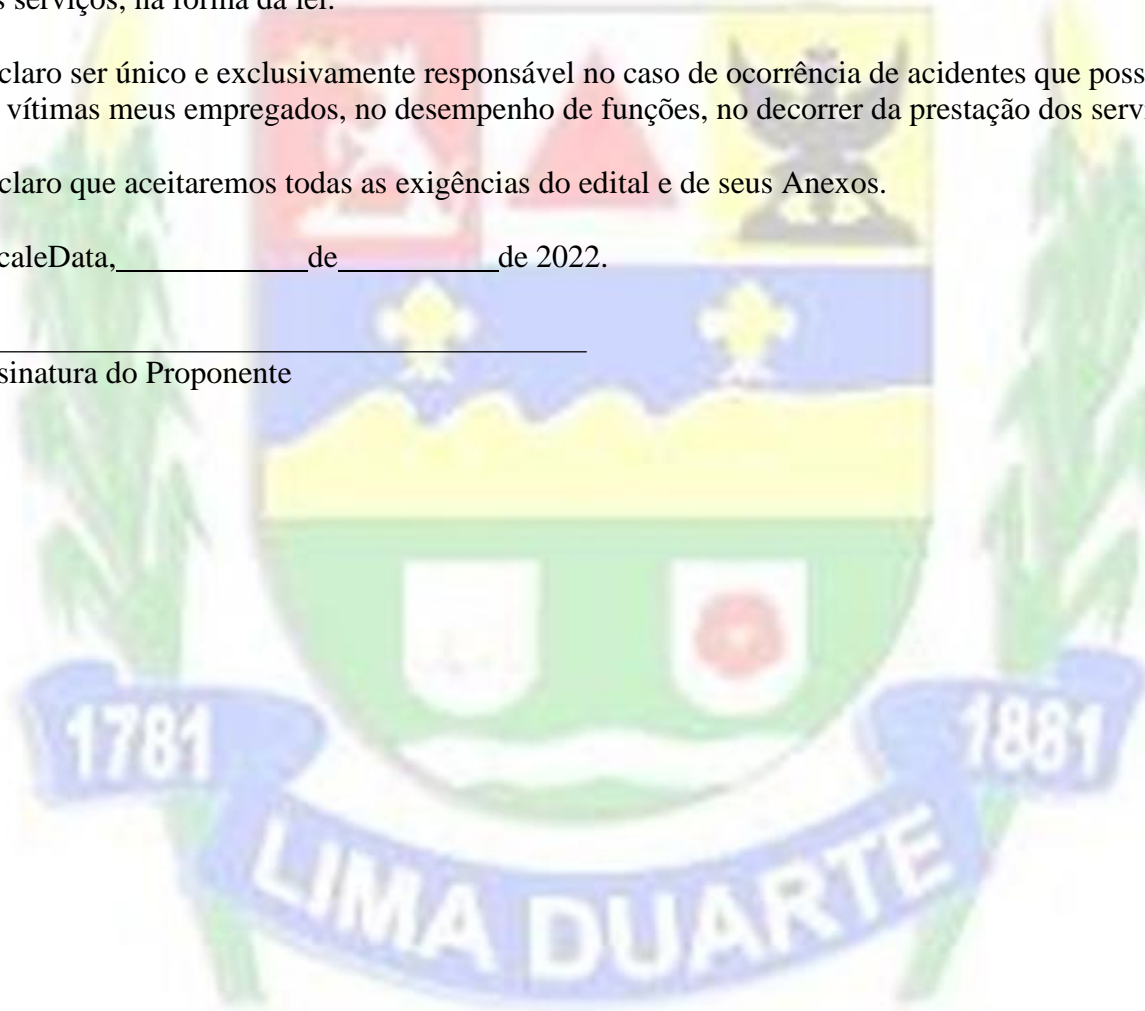 s serviços, na forma da lei.
claro ser único e exclusivamente responsável no caso de ocorrência de acidentes que poss
vítimas meus empregados, no desempenho de funções, no decorrer da prestação dos serv
claro que aceitaremos todas as exigências do edital e de seus Anexos.
caleData,____________de__________de 2022.
_____________________________________
sinatura do Proponente
1781
1881
LIMA DUARTE